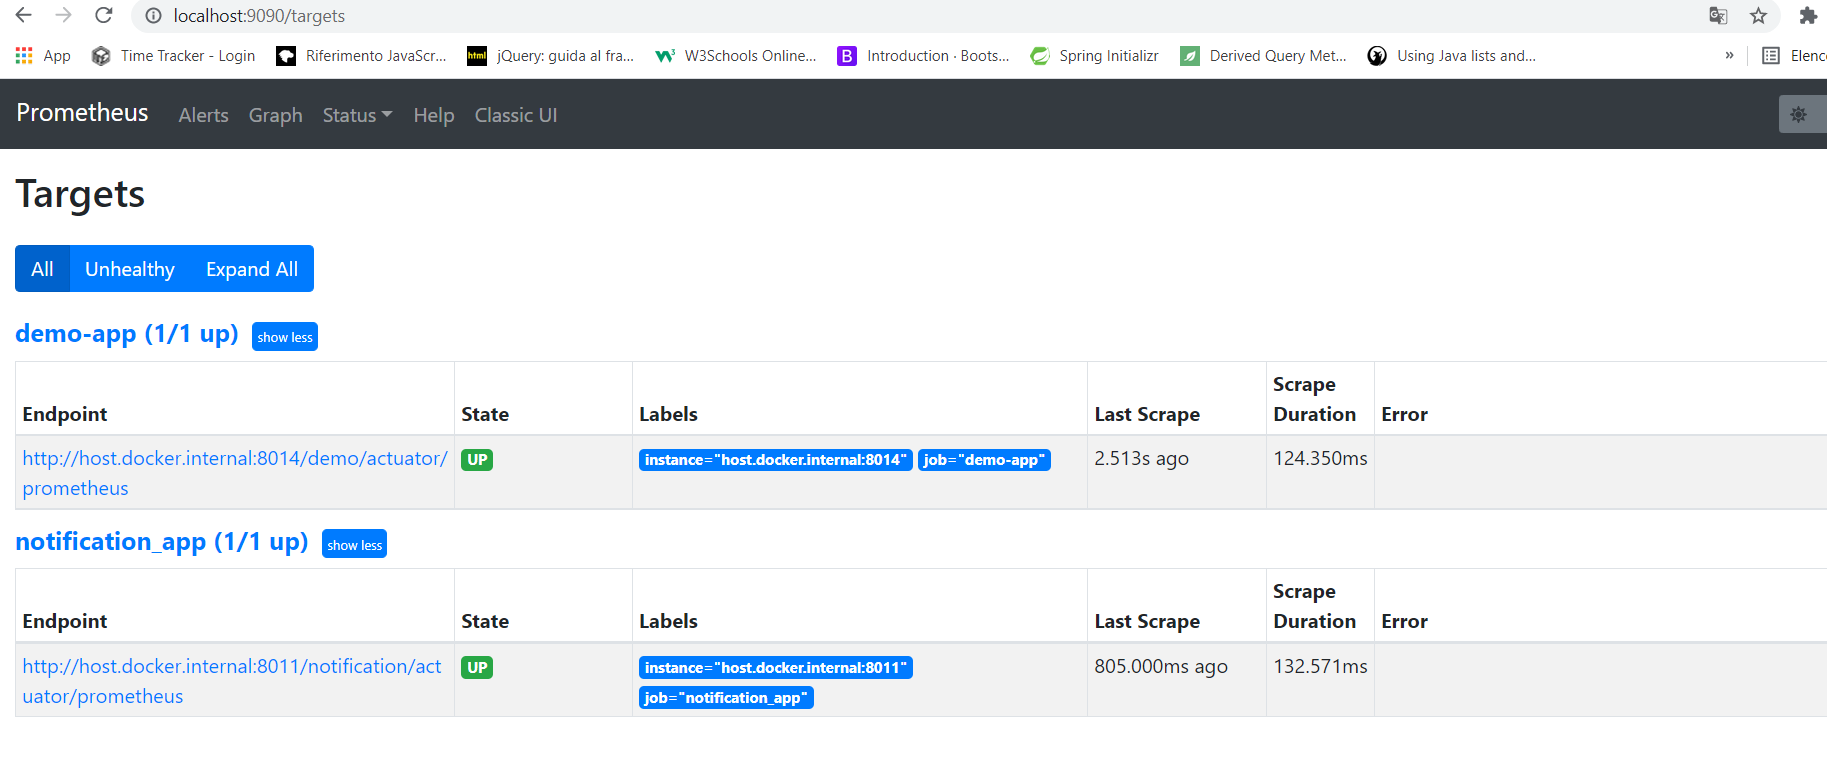 localhost:9090/targets
App Time Tracker - Login Riferimento JavaScr... jQuery: guida al fra... W3Schools Online... Introduction · Boots... Spring Initializr Derived Query Met... Using Java lists and... » Elenc
Prometheus Alerts Graph Status Help Classic UI
Targets
All Unhealthy Expand All
demo-app (1/1 up) show less
Endpoint State Labels Last Scrape Scrape Duration Error
http://host.docker.internal:8014/demo/actuator/ UP instance="host.docker.internal:8014" job="demo-app" 2.513s ago 124.350ms
prometheus
notification_app (1/1 up) show less
Endpoint State Labels Last Scrape Scrape Duration Error
http://host.docker.internal:8011/notification/act UP instance="host.docker.internal:8011" 805.000ms ago 132.571ms
uator/prometheus job="notification_app"